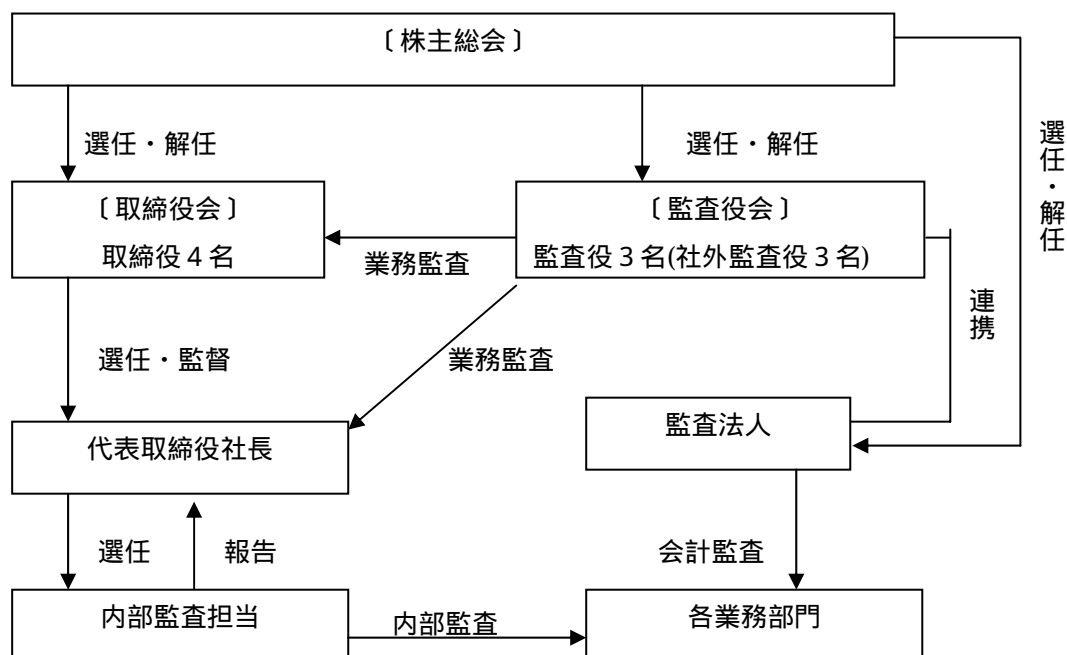 〔株主総会〕
選任・解任
選任・解任
選任・解任
〔取締役会〕
取締役４名
業務監査
〔監査役会〕
監査役３名(社外監査役３名)
連携
選任・監督
業務監査
代表取締役社長
監査法人
選任
報告
会計監査
内部監査担当
内部監査
各業務部門